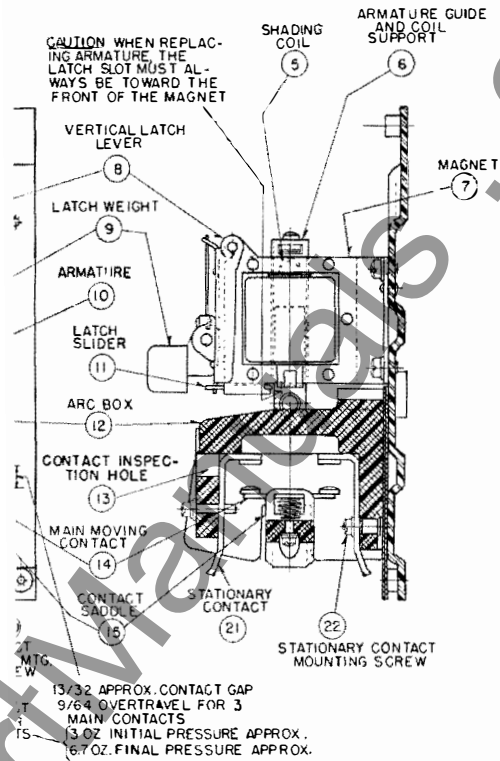 CAUTION WHEN REPLAC-
ING ARMATURE, THE
LATCH SLOT MUST AL-
WAYS BE TOWARD THE
FRONT OF THE MAGNET
SHADING
COIL
5
ARMATURE GUIDE
AND COIL
SUPPORT
6
VERTICAL LATCH
LEVER
8
MAGNET
7
LATCH WEIGHT
9
ARMATURE
10
LATCH
SLIDER
11
ARC BOX
12
CONTACT INSPEC-
TION HOLE
13
MAIN MOVING
CONTACT
14
CONTACT
SADDLE
15
STATIONARY
CONTACT
21
22
STATIONARY CONTACT
MOUNTING SCREW
MTG.
13/32 APPROX. CONTACT GAP
9/64 OVERTRAVEL FOR 3
MAIN CONTACTS
3 OZ INITIAL PRESSURE APPROX.
6.7 OZ. FINAL PRESSURE APPROX.